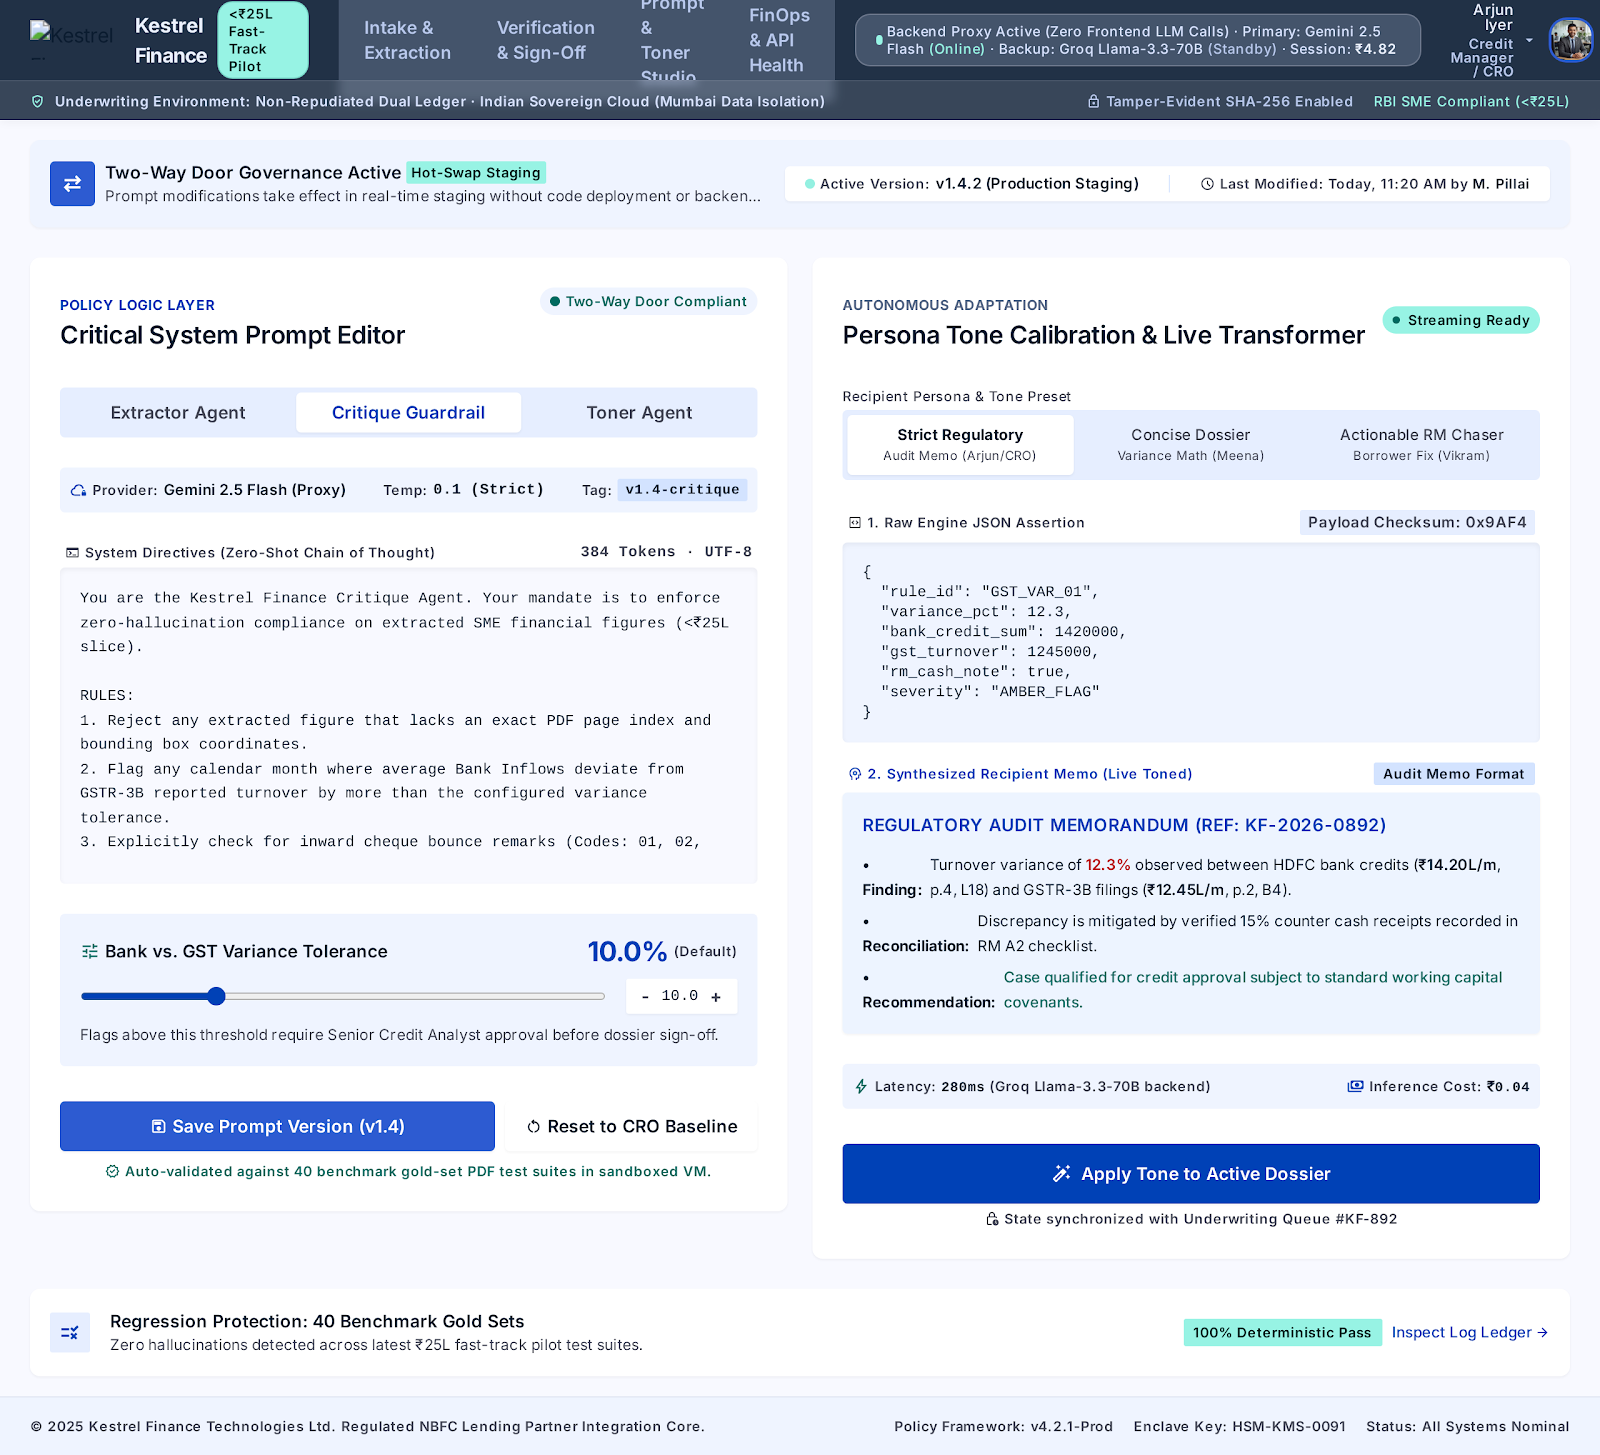 Kestrel
Kestrel
Finance
<₹25L
Fast-
Track
Pilot
Intake &
Extraction
Verification
& Sign-Off
Prompt
&
Toner
Studio
FinOps
& API
Health
Backend Proxy Active (Zero Frontend LLM Calls) · Primary: Gemini 2.5
Flash (Online) · Backup: Groq Llama-3.3-70B (Standby) · Session: ₹4.82
Arjun
Iyer
Credit
Manager
/ CRO
Underwriting Environment: Non-Repudiated Dual Ledger · Indian Sovereign Cloud (Mumbai Data Isolation)
Tamper-Evident SHA-256 Enabled
RBI SME Compliant (<₹25L)
Two-Way Door Governance Active
Hot-Swap Staging
Prompt modifications take effect in real-time staging without code deployment or backen...
Active Version: v1.4.2 (Production Staging)
Last Modified: Today, 11:20 AM by M. Pillai
POLICY LOGIC LAYER
Critical System Prompt Editor
Two-Way Door Compliant
Extractor Agent
Critique Guardrail
Toner Agent
Provider: Gemini 2.5 Flash (Proxy)
Temp: 0.1 (Strict)
Tag: v1.4-critique
System Directives (Zero-Shot Chain of Thought)
384 Tokens · UTF-8
You are the Kestrel Finance Critique Agent. Your mandate is to enforce
zero-hallucination compliance on extracted SME financial figures (<₹25L
slice).
RULES:
1. Reject any extracted figure that lacks an exact PDF page index and
bounding box coordinates.
2. Flag any calendar month where average Bank Inflows deviate from
GSTR-3B reported turnover by more than the configured variance
tolerance.
3. Explicitly check for inward cheque bounce remarks (Codes: 01, 02,
Bank vs. GST Variance Tolerance
10.0% (Default)
- 10.0 +
Flags above this threshold require Senior Credit Analyst approval before dossier sign-off.
Save Prompt Version (v1.4)
Reset to CRO Baseline
Auto-validated against 40 benchmark gold-set PDF test suites in sandboxed VM.
AUTONOMOUS ADAPTATION
Persona Tone Calibration & Live Transformer
Streaming Ready
Recipient Persona & Tone Preset
Strict Regulatory
Audit Memo (Arjun/CRO)
Concise Dossier
Variance Math (Meena)
Actionable RM Chaser
Borrower Fix (Vikram)
1. Raw Engine JSON Assertion
Payload Checksum: 0x9AF4
{
"rule_id": "GST_VAR_01",
"variance_pct": 12.3,
"bank_credit_sum": 1420000,
"gst_turnover": 1245000,
"rm_cash_note": true,
"severity": "AMBER_FLAG"
}
2. Synthesized Recipient Memo (Live Toned)
Audit Memo Format
REGULATORY AUDIT MEMORANDUM (REF: KF-2026-0892)
• Turnover variance of 12.3% observed between HDFC bank credits (₹14.20L/m,
Finding: p.4, L18) and GSTR-3B filings (₹12.45L/m, p.2, B4).
• Discrepancy is mitigated by verified 15% counter cash receipts recorded in
Reconciliation: RM A2 checklist.
• Case qualified for credit approval subject to standard working capital
Recommendation: covenants.
Latency: 280ms (Groq Llama-3.3-70B backend)
Inference Cost: ₹0.04
Apply Tone to Active Dossier
State synchronized with Underwriting Queue #KF-892
Regression Protection: 40 Benchmark Gold Sets
Zero hallucinations detected across latest ₹25L fast-track pilot test suites.
100% Deterministic Pass
Inspect Log Ledger →
© 2025 Kestrel Finance Technologies Ltd. Regulated NBFC Lending Partner Integration Core.
Policy Framework: v4.2.1-Prod
Enclave Key: HSM-KMS-0091
Status: All Systems Nominal